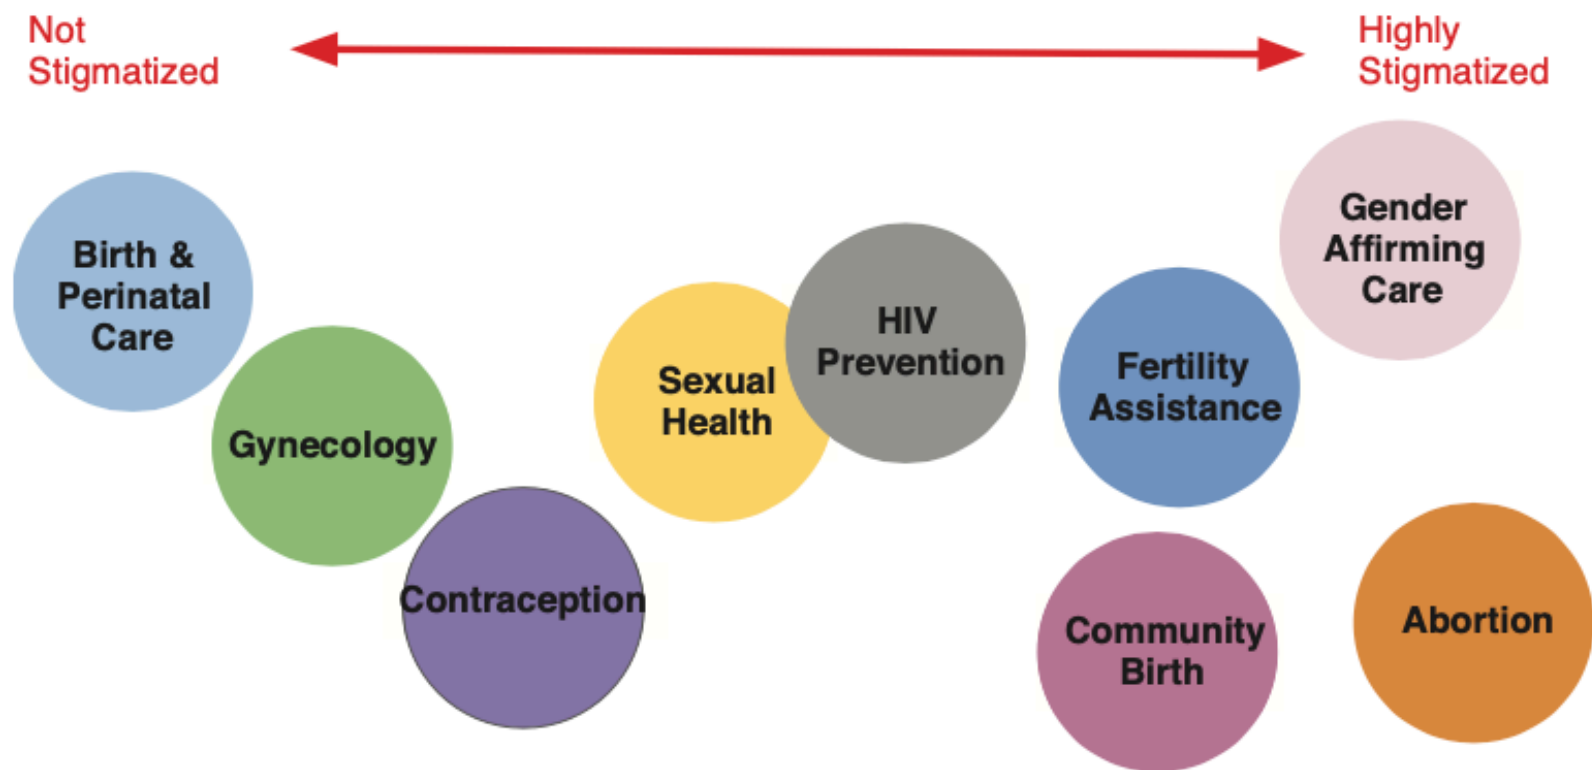 Not
Stigmatized
Highly
Stigmatized
Birth &
Perinatal
Care
Gynecology
Contraception
Sexual
Health
HIV
Prevention
Fertility
Assistance
Gender
Affirming
Care
Community
Birth
Abortion